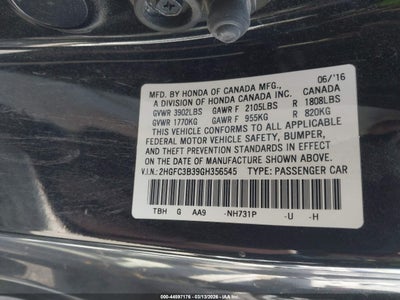 MFD. BY HONDA OF CANADA MFG., 06/16
A DIVISION OF HONDA CANADA INC. CANADA
GVWR 3902LBS GAWR F 2105LBS R 1808LBS
GVWR 1770KG GAWR F 955KG R 820KG
THIS VEHICLE CONFORMS TO ALL APPLICABLE
FEDERAL MOTOR VEHICLE SAFETY, BUMPER,
AND THEFT PREVENTION STANDARDS IN EFFECT
ON THE DATE OF MANUFACTURE SHOWN ABOVE.
V.I.N.: 2HGFC3B39GH356545 TYPE: PASSENGER CAR
TBH G AA9 -NH731P -U -H
000-44597176 - 03/13/2026 - IAAI.COM